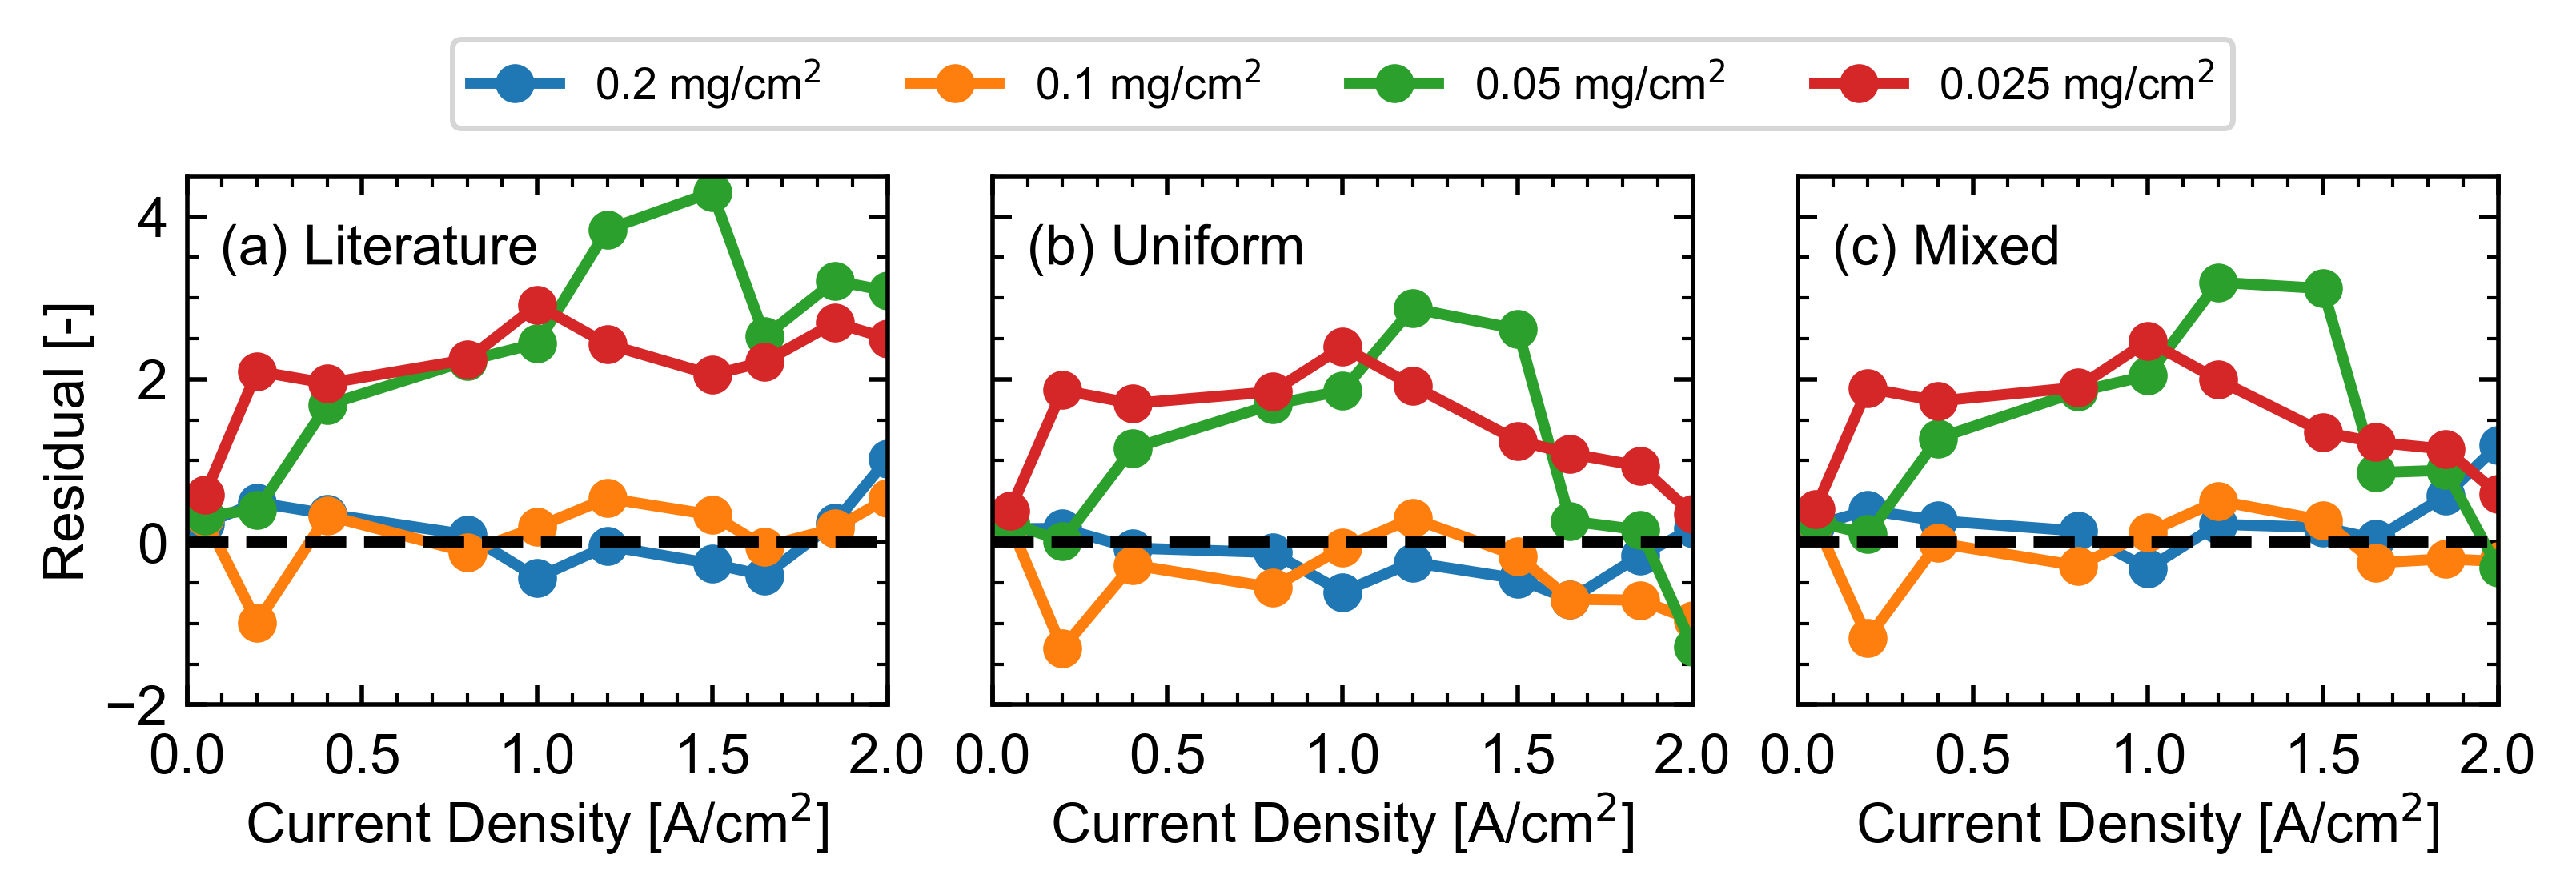 0.2 mg/cm² 0.1 mg/cm² 0.05 mg/cm² 0.025 mg/cm²
(a) Literature (b) Uniform (c) Mixed
Residual [-]
4
2
0
−2
0.0 0.5 1.0 1.5 2.0 0.0 0.5 1.0 1.5 2.0 0.0 0.5 1.0 1.5 2.0
Current Density [A/cm²] Current Density [A/cm²] Current Density [A/cm²]